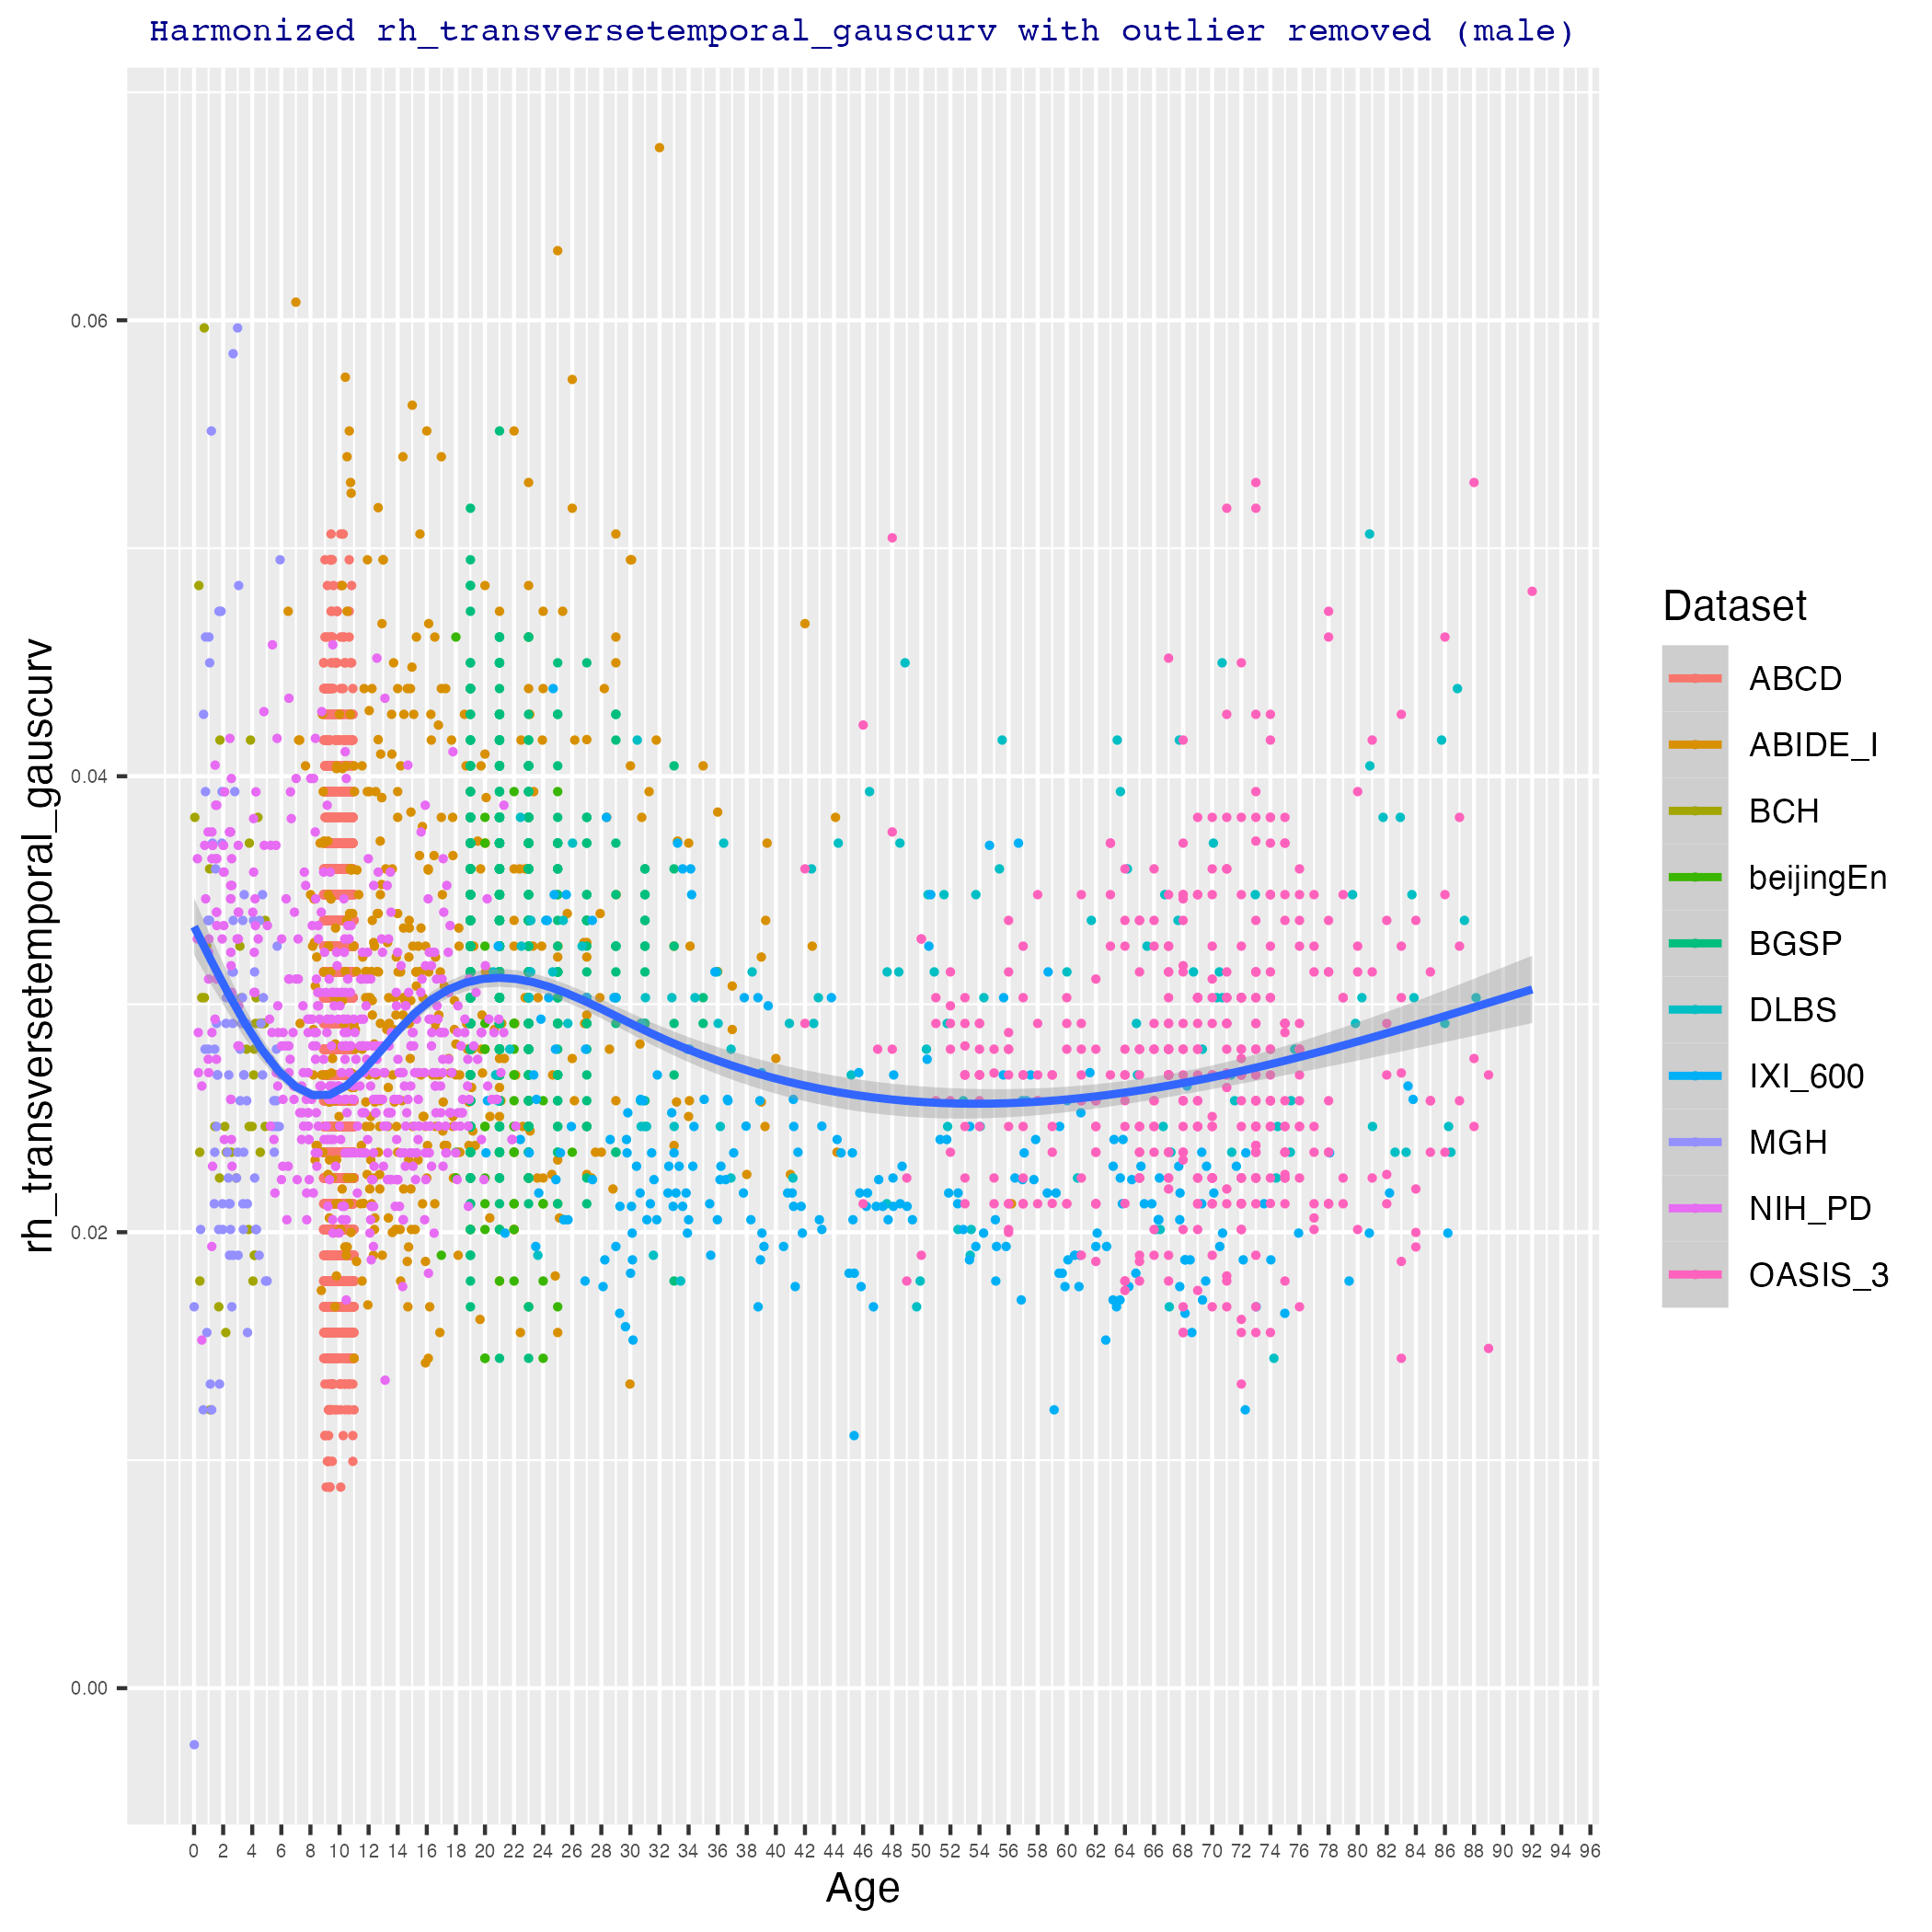 Harmonized rh_transversetemporal_gauscurv with outlier removed (male)
rh_transversetemporal_gauscurv
0.06
0.04
0.02
0.00
0 2 4 6 8 10 12 14 16 18 20 22 24 26 28 30 32 34 36 38 40 42 44 46 48 50 52 54 56 58 60 62 64 66 68 70 72 74 76 78 80 82 84 86 88 90 92 94 96
Age
Dataset
ABCD
ABIDE_I
BCH
beijingEn
BGSP
DLBS
IXI_600
MGH
NIH_PD
OASIS_3